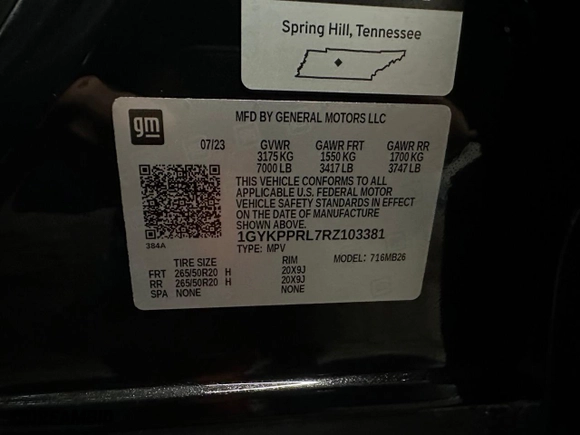 Spring Hill, Tennessee
gm
MFD BY GENERAL MOTORS LLC
07/23 GVWR GAWR FRT GAWR RR
3175 KG 1550 KG 1700 KG
7000 LB 3417 LB 3747 LB
THIS VEHICLE CONFORMS TO ALL
APPLICABLE U.S. FEDERAL MOTOR
VEHICLE SAFETY STANDARDS IN EFFECT
ON THE DATE OF MANUFACTURE
SHOWN ABOVE.
1GYKPPRL7RZ103381
384A
TYPE: MPV MODEL: 716MB26
TIRE SIZE RIM
FRT 265/50R20 H 20X9J
RR 265/50R20 H 20X9J
SPA NONE NONE